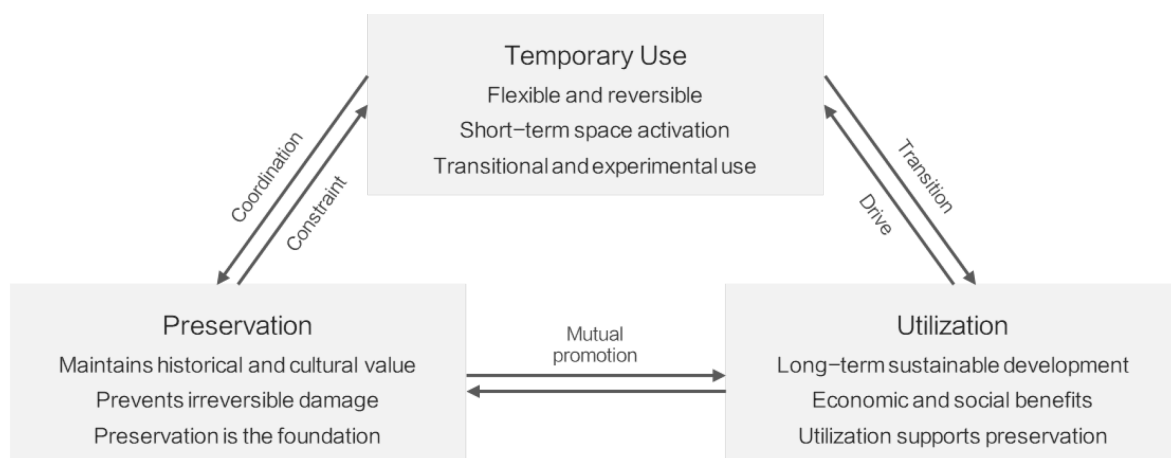 Temporary Use
Flexible and reversible
Short-term space activation
Transitional and experimental use
Coordination
Constraint
Transition
Drive
Preservation
Maintains historical and cultural value
Prevents irreversible damage
Preservation is the foundation
Mutual
promotion
Utilization
Long-term sustainable development
Economic and social benefits
Utilization supports preservation